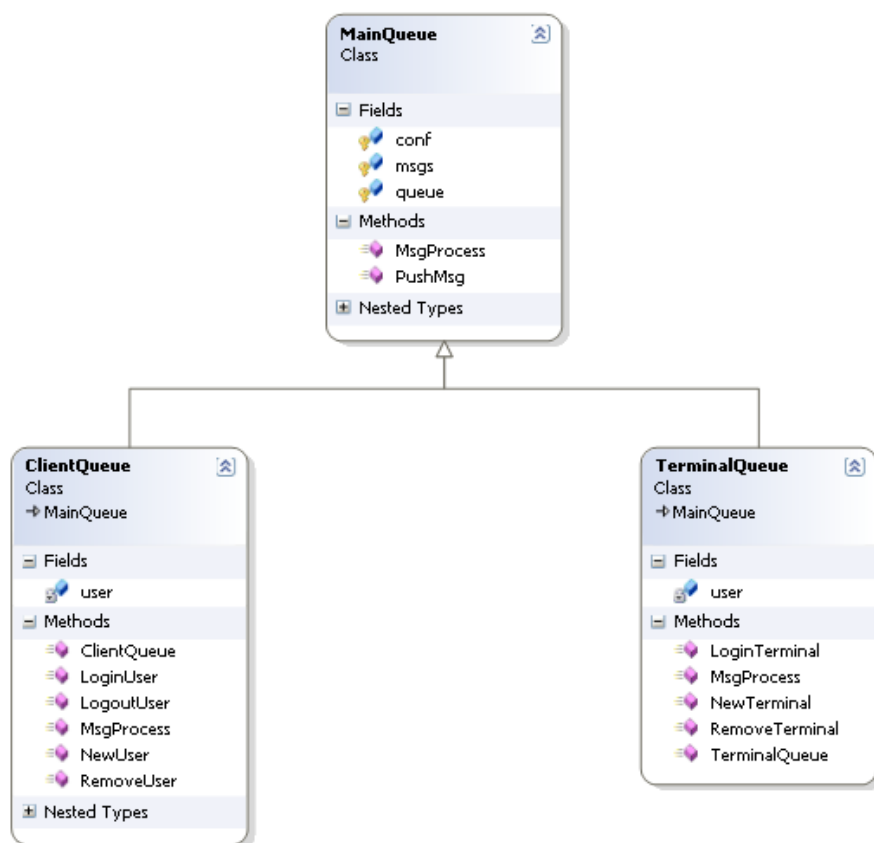 MainQueue
Class
Fields
conf
msgs
queue
Methods
MsgProcess
PushMsg
Nested Types
ClientQueue
Class
MainQueue
Fields
user
Methods
ClientQueue
LoginUser
LogoutUser
MsgProcess
NewUser
RemoveUser
Nested Types
TerminalQueue
Class
MainQueue
Fields
user
Methods
LoginTerminal
MsgProcess
NewTerminal
RemoveTerminal
TerminalQueue